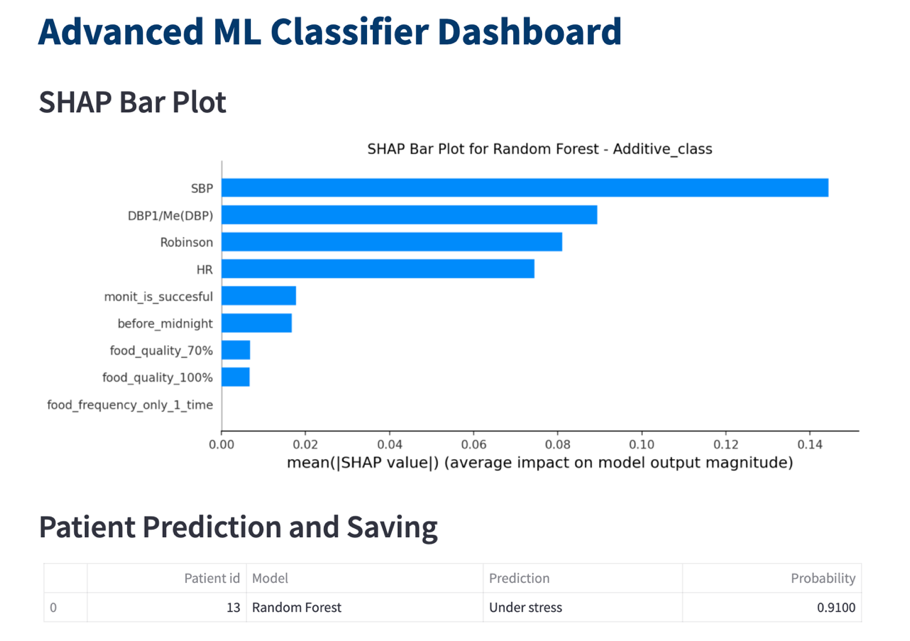 Advanced ML Classifier Dashboard
SHAP Bar Plot
SHAP Bar Plot for Random Forest - Additive_class
SBP
DBP1/Me(DBP)
Robinson
HR
monit_is_succesful
before_midnight
food_quality_70%
food_quality_100%
food_frequency_only_1_time
0.00 0.02 0.04 0.06 0.08 0.10 0.12 0.14
mean(|SHAP value|) (average impact on model output magnitude)
Patient Prediction and Saving
Patient id Model Prediction Probability
0 13 Random Forest Under stress 0.9100